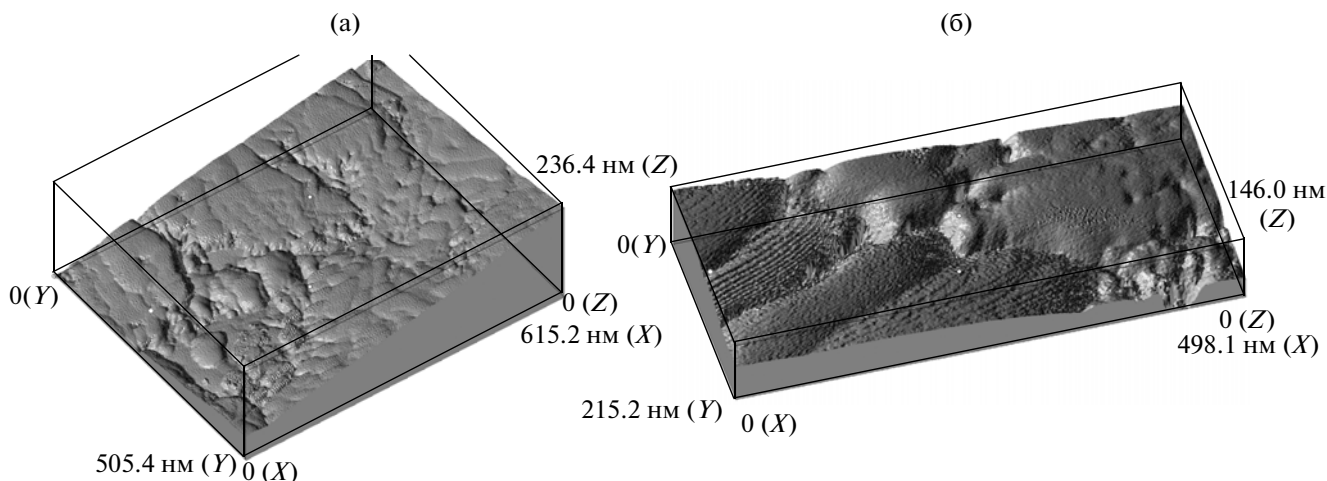 (а)
(б)
236.4 нм (Z)
0(Y)
0 (Z)
615.2 нм (X)
505.4 нм (Y)
0 (X)
146.0 нм
(Z)
0(Y)
0 (Z)
498.1 нм (X)
215.2 нм (Y)
0 (X)